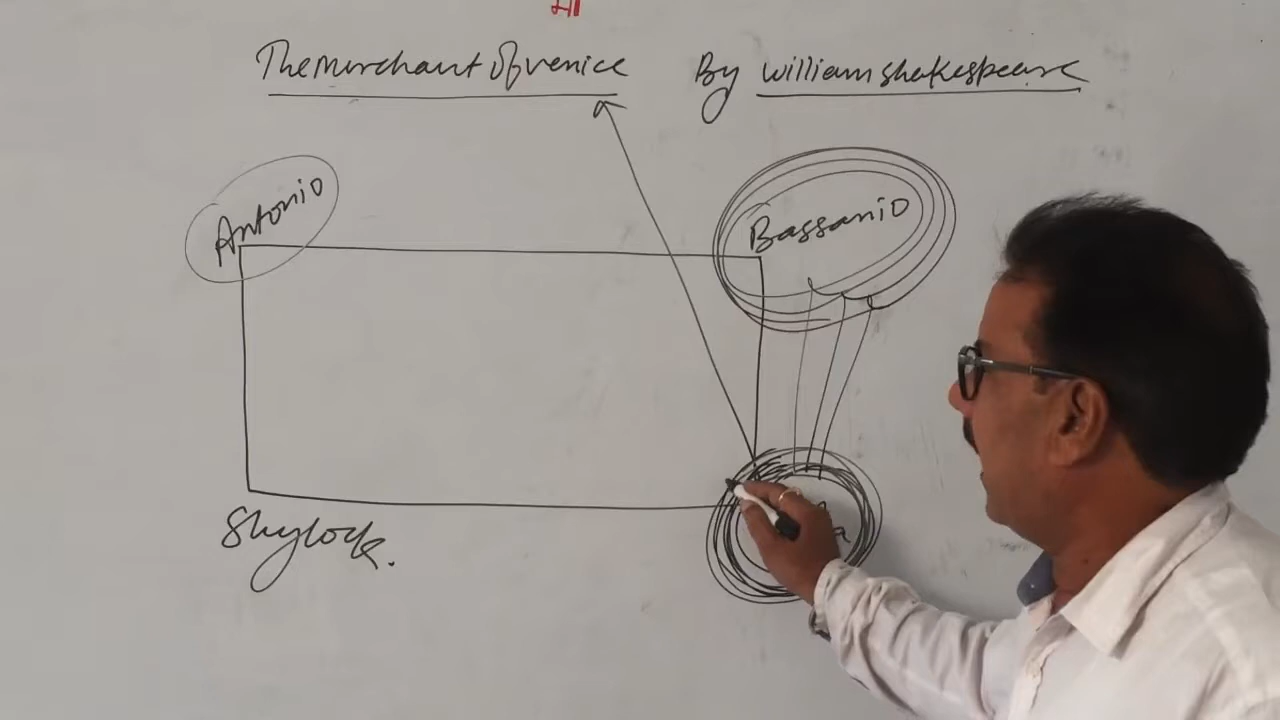 मा
The Merchant Of venice By william shakespeare
Antonio
Bassanio
Shylock.